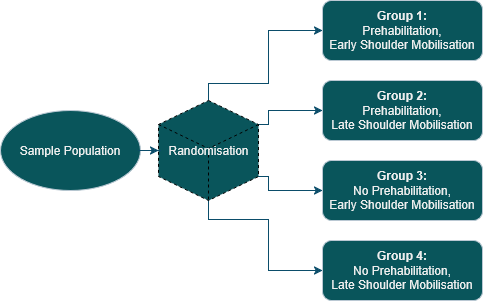 Sample Population
Randomisation
Group 1:
Prehabilitation,
Early Shoulder Mobilisation
Group 2:
Prehabilitation,
Late Shoulder Mobilisation
Group 3:
No Prehabilitation,
Early Shoulder Mobilisation
Group 4:
No Prehabilitation,
Late Shoulder Mobilisation